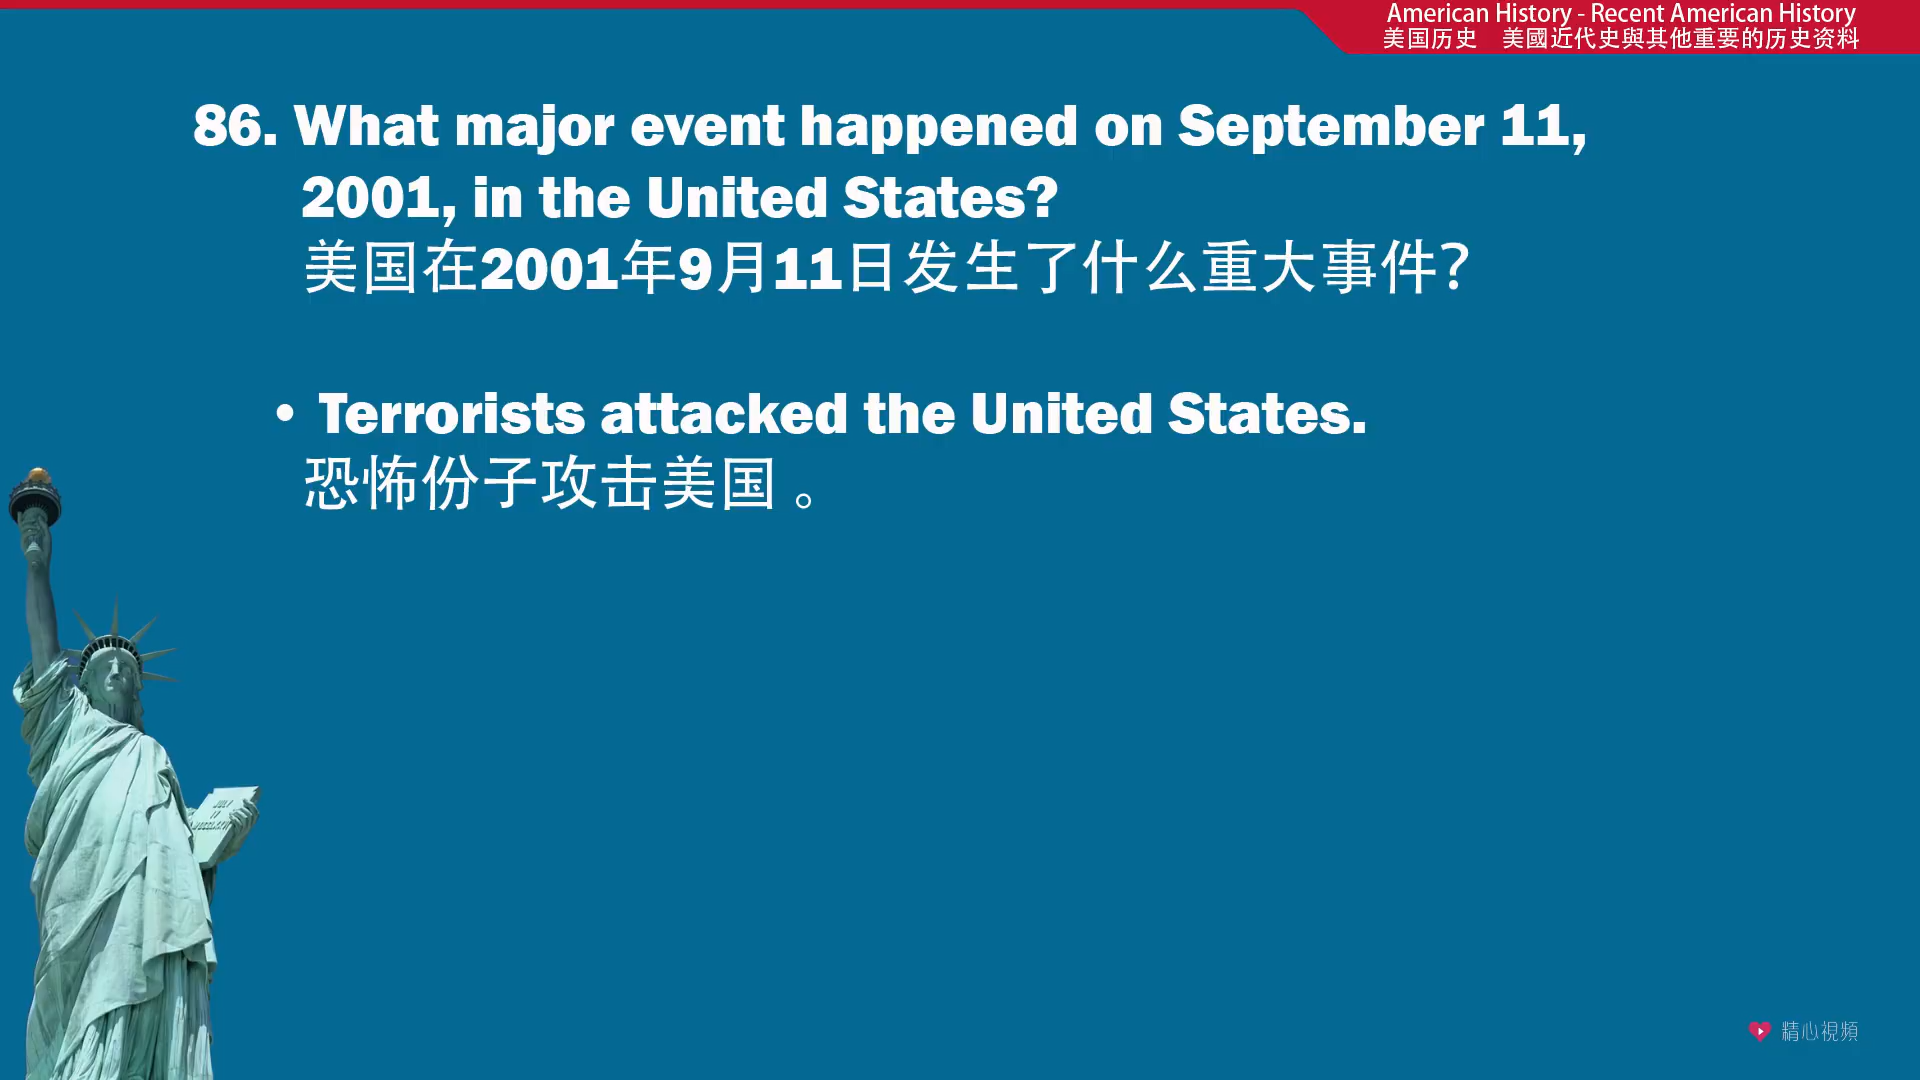 American History - Recent American History
美国历史 美國近代史與其他重要的历史资料
86. What major event happened on September 11,
2001, in the United States?
美国在2001年9月11日发生了什么重大事件?
• Terrorists attacked the United States.
恐怖份子攻击美国 。
JULY
IV
精心視頻